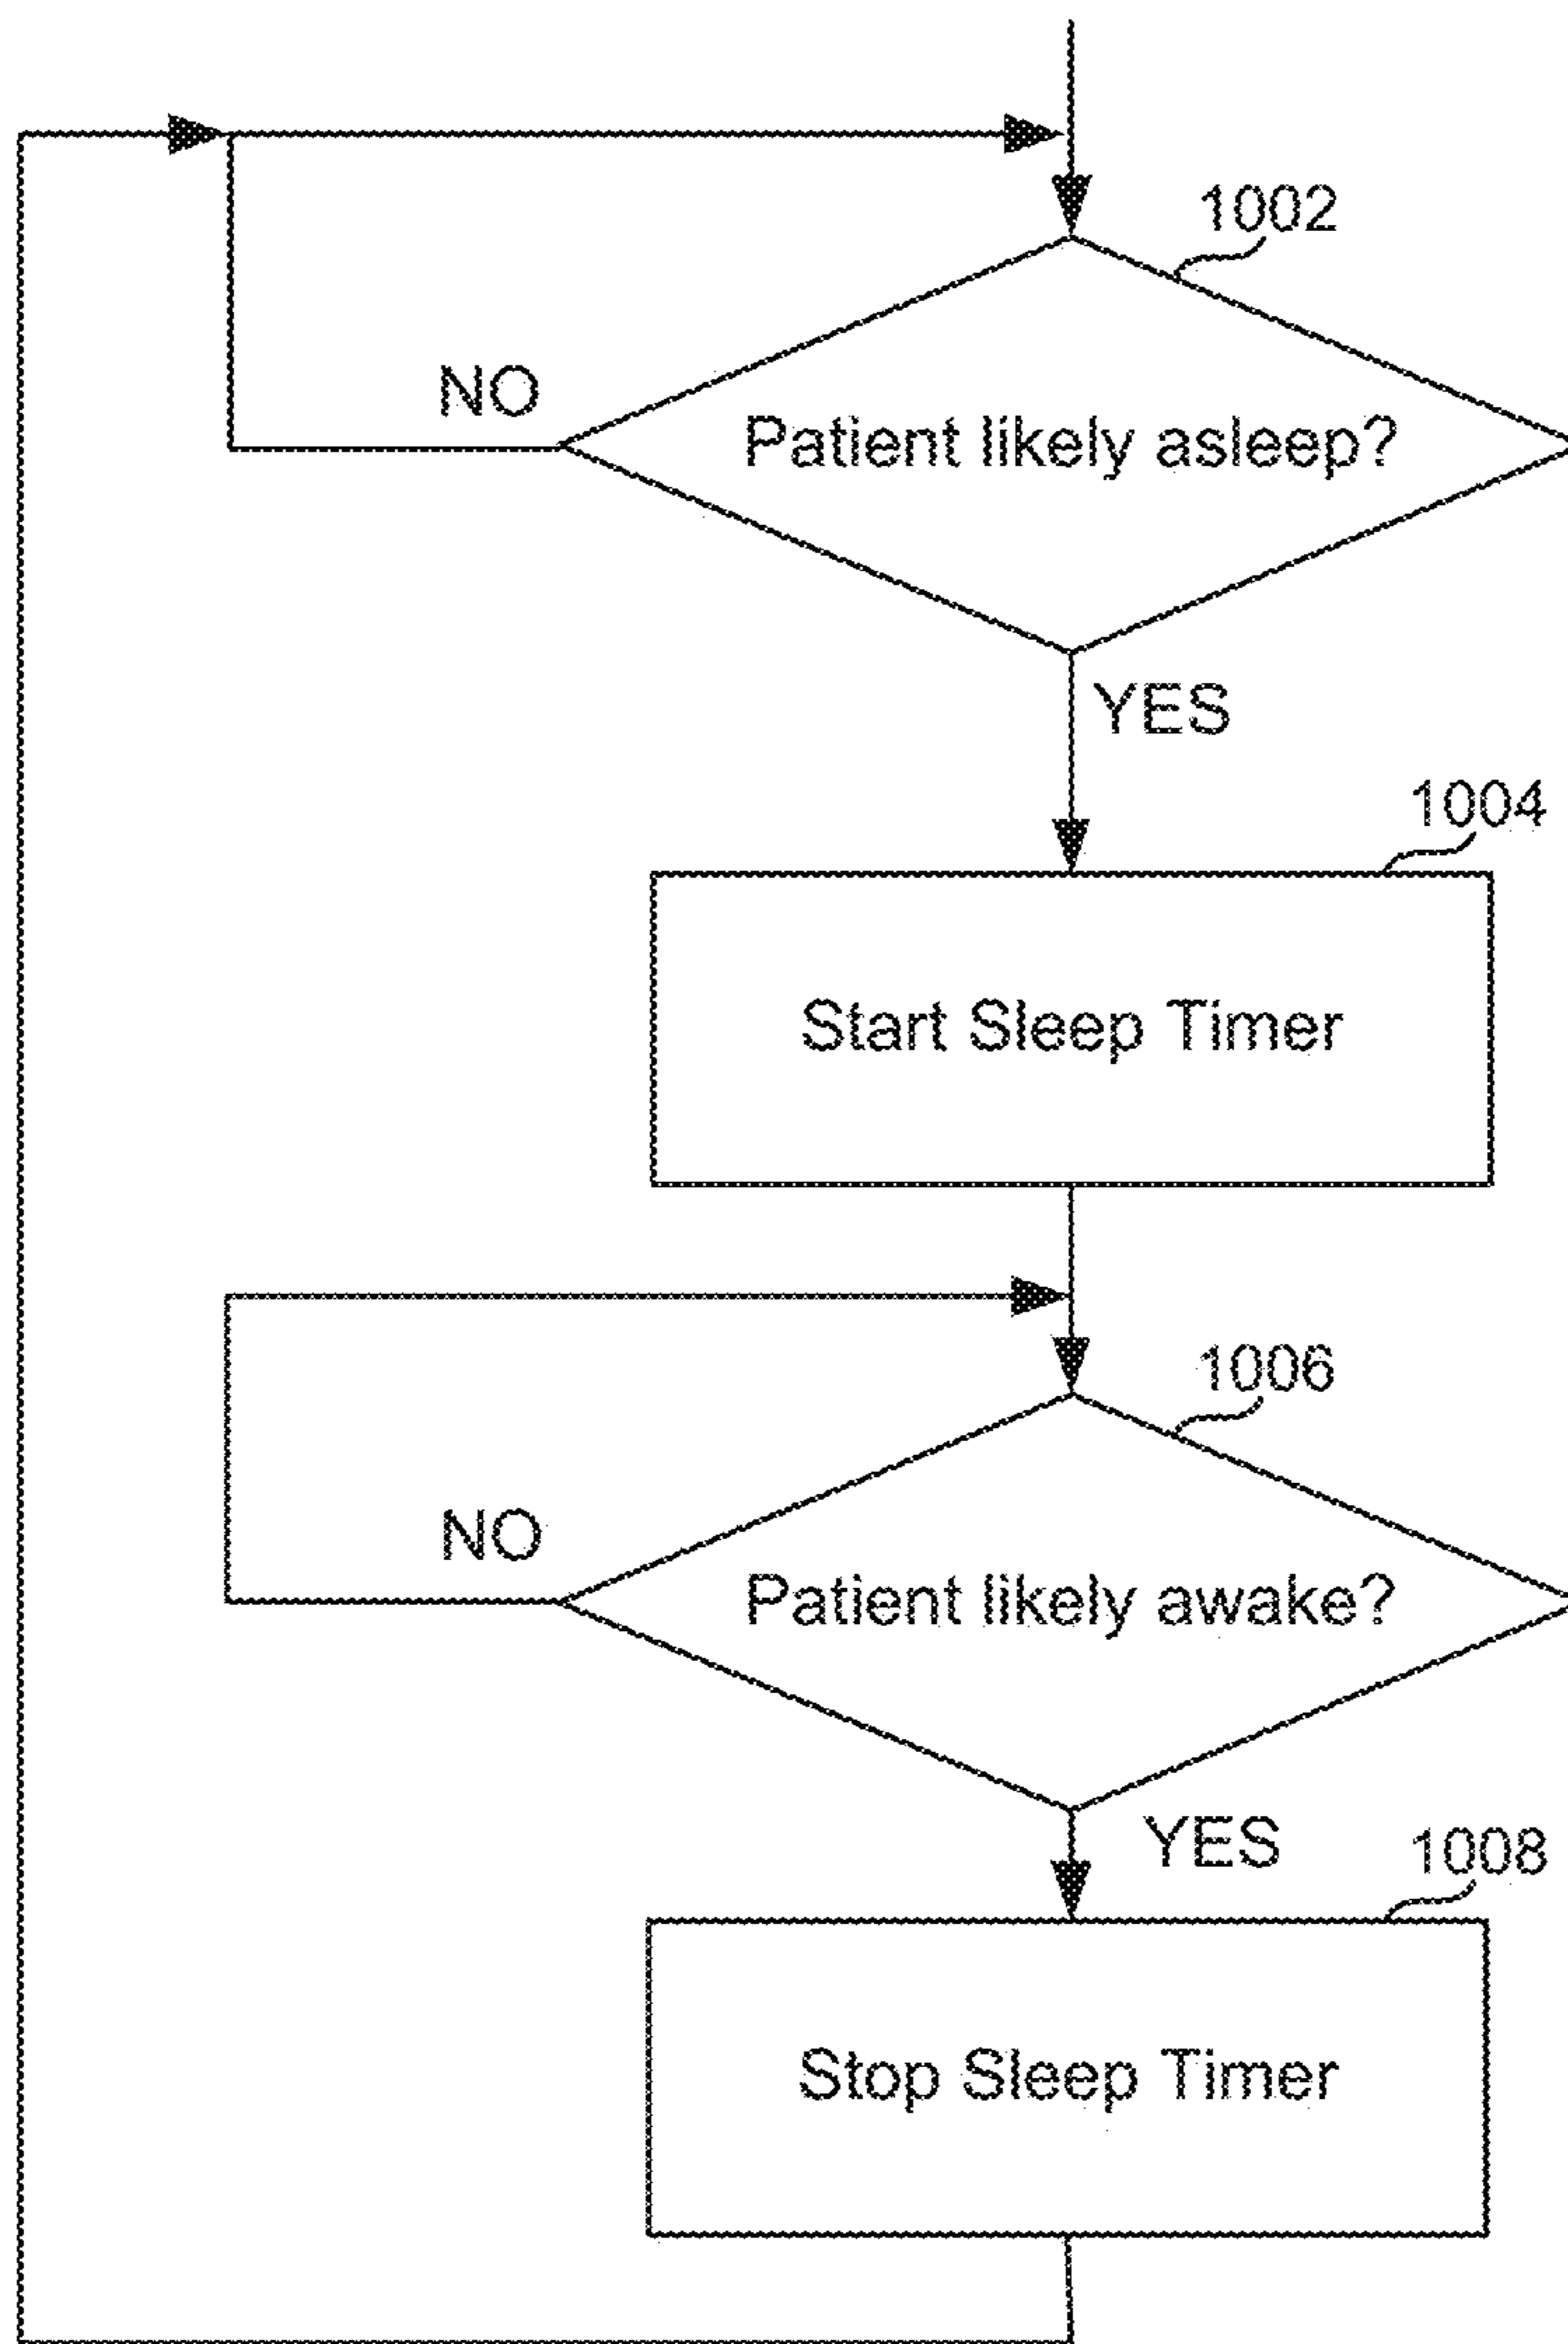 1002
NO
Patient likely asleep?
YES
1004
Start Sleep Timer
1006
NO
Patient likely awake?
YES
1008
Stop Sleep Timer